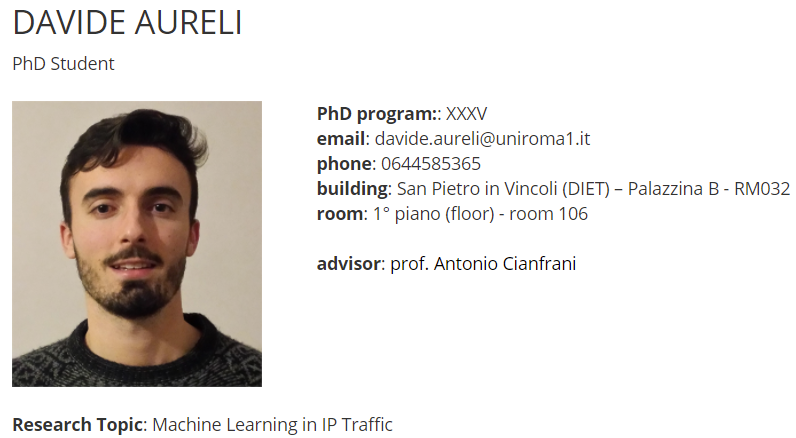 DAVIDE AURELI
PhD Student
PhD program:: XXXV
email: davide.aureli@uniroma1.it
phone: 0644585365
building: San Pietro in Vincoli (DIET) – Palazzina B - RM032
room: 1° piano (floor) - room 106
advisor: prof. Antonio Cianfrani
Research Topic: Machine Learning in IP Traffic